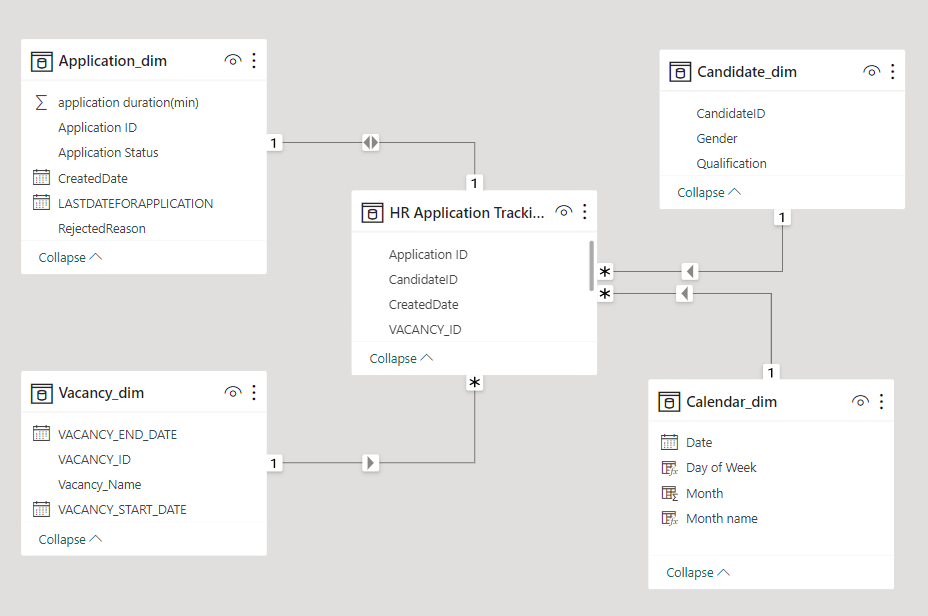 Application_dim
application duration(min)
Application ID
Application Status
CreatedDate
LASTDATEFORAPPLICATION
RejectedReason
Collapse
1
1
HR Application Tracki...
Application ID
CandidateID
CreatedDate
VACANCY_ID
Collapse
*
*
*
Candidate_dim
CandidateID
Gender
Qualification
Collapse
1
Vacancy_dim
VACANCY_END_DATE
VACANCY_ID
Vacancy_Name
VACANCY_START_DATE
Collapse
1
1
Calendar_dim
Date
Day of Week
Month
Month name
Collapse